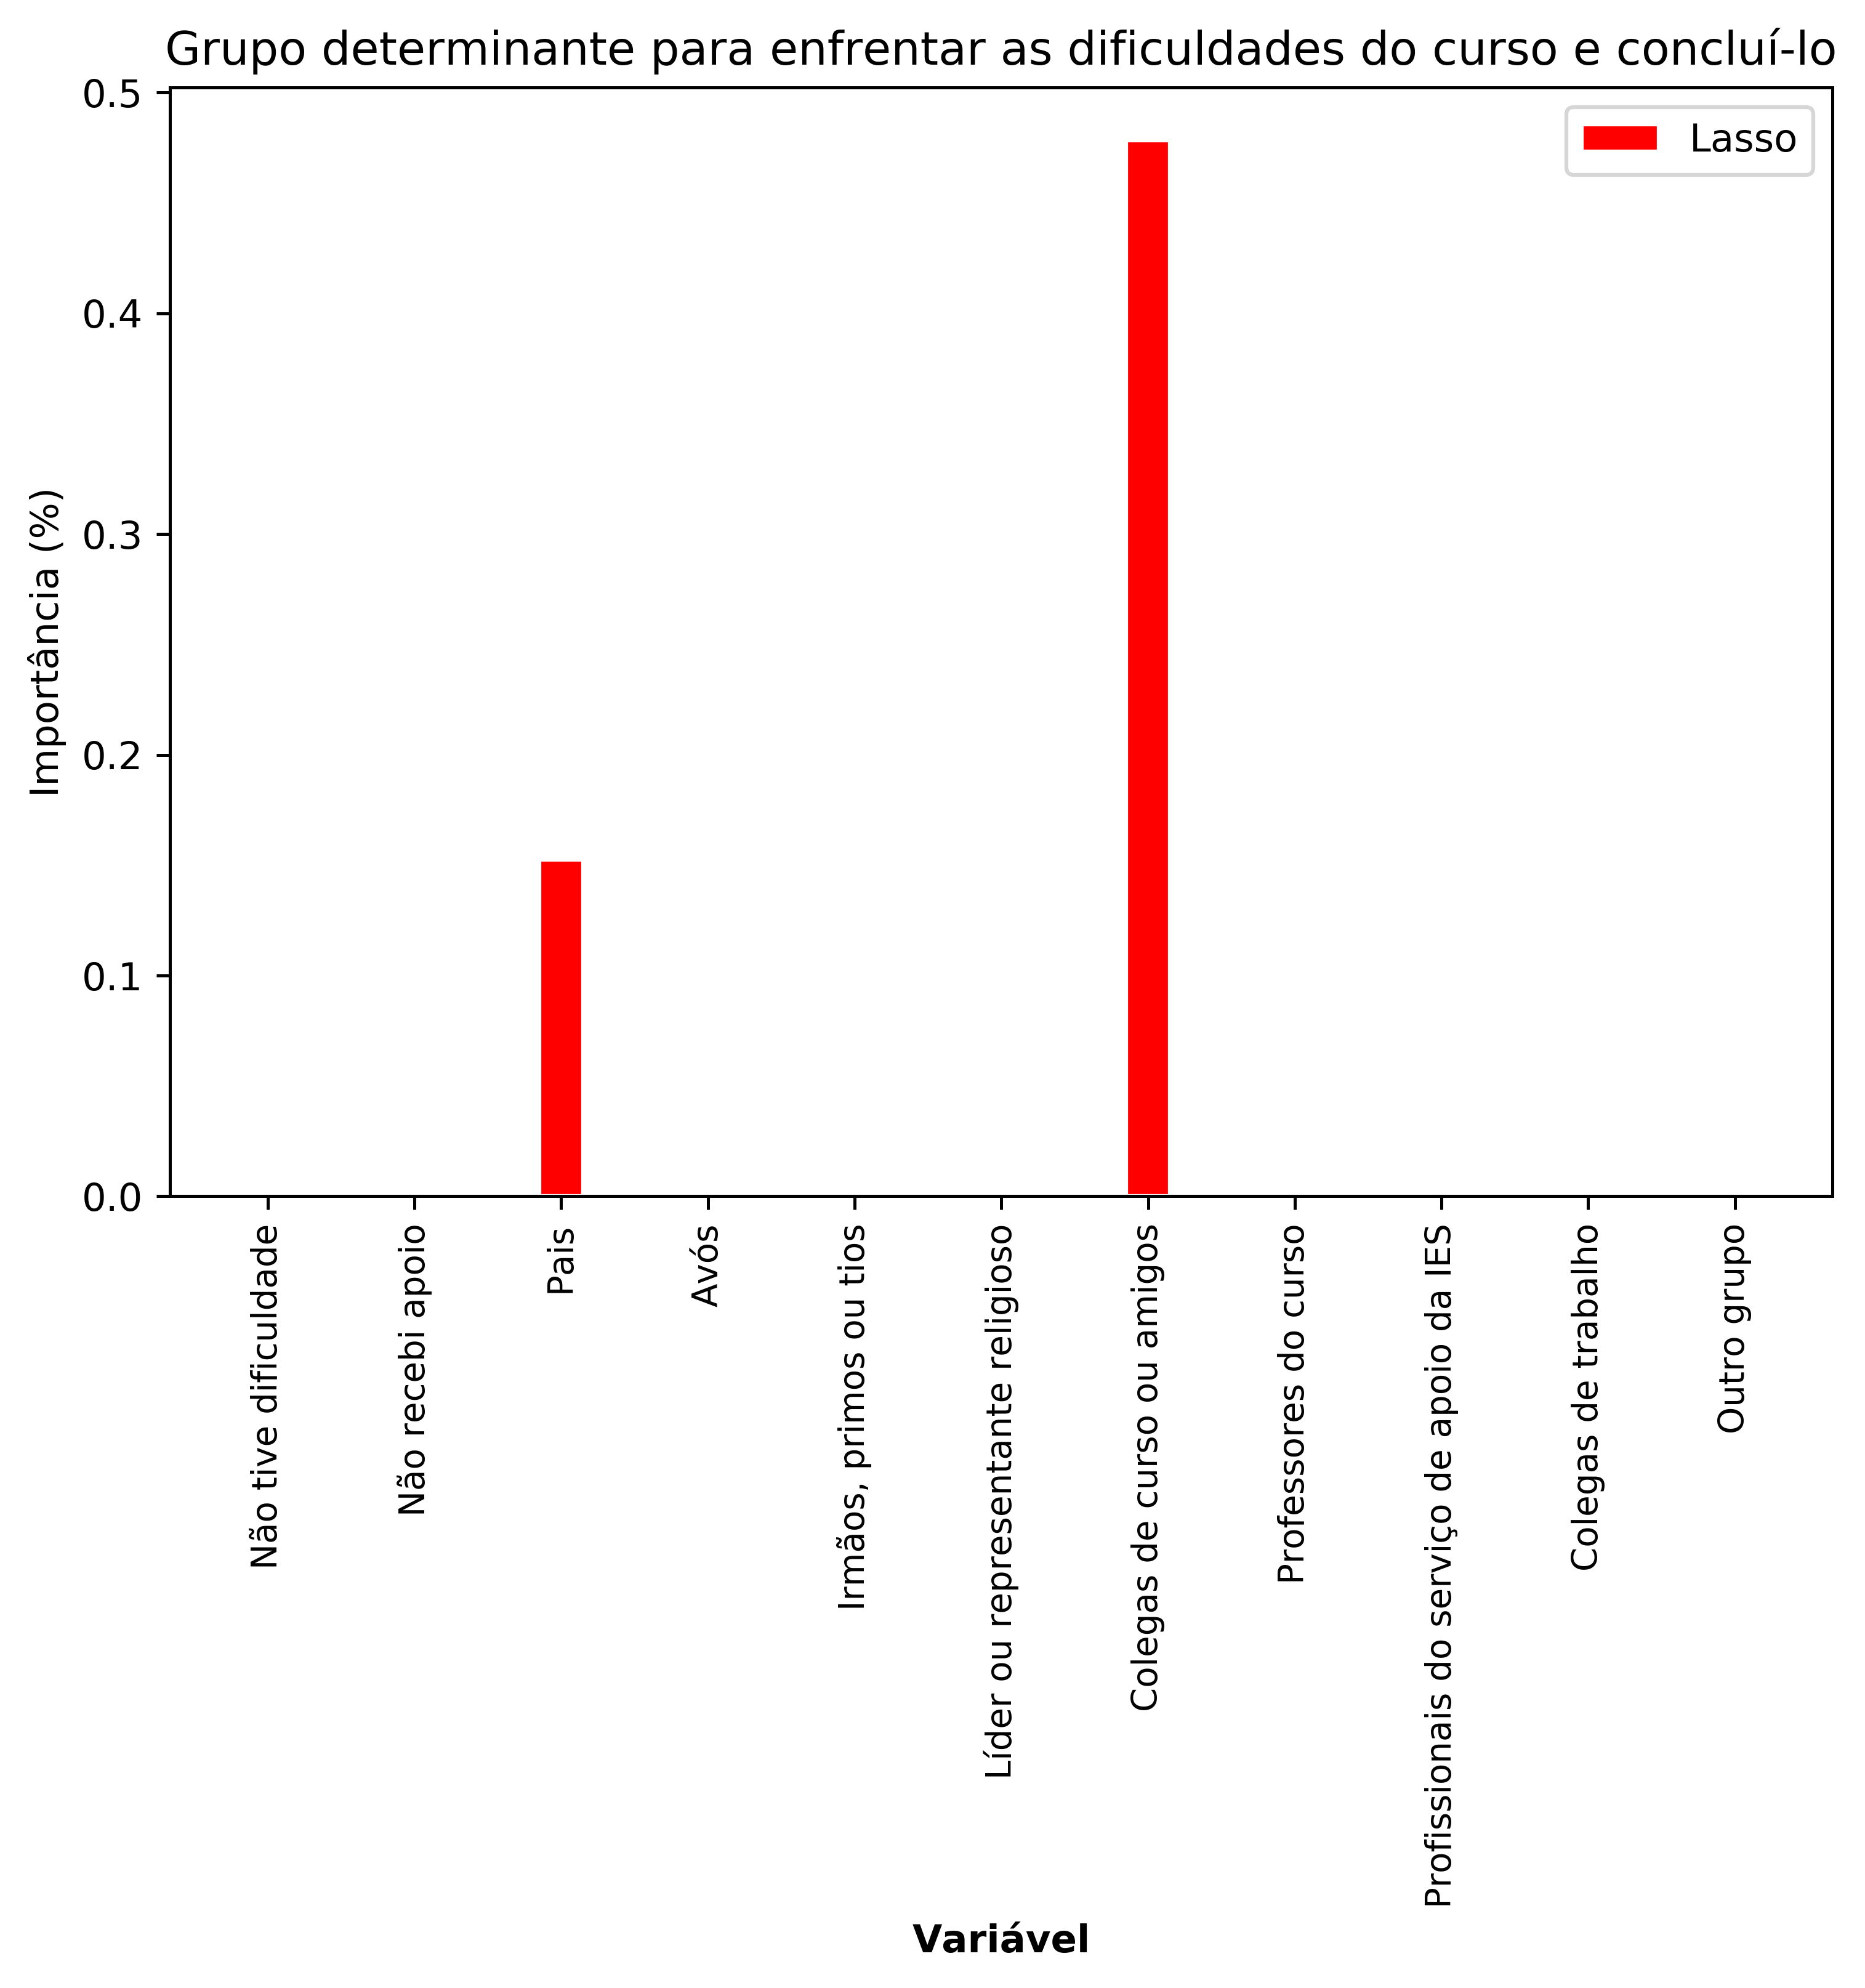 Grupo determinante para enfrentar as dificuldades do curso e concluí-lo
Lasso
Importância (%)
0.5
0.4
0.3
0.2
0.1
0.0
Não tive dificuldade
Não recebi apoio
Pais
Avós
Irmãos, primos ou tios
Líder ou representante religioso
Colegas de curso ou amigos
Professores do curso
Profissionais do serviço de apoio da IES
Colegas de trabalho
Outro grupo
Variável